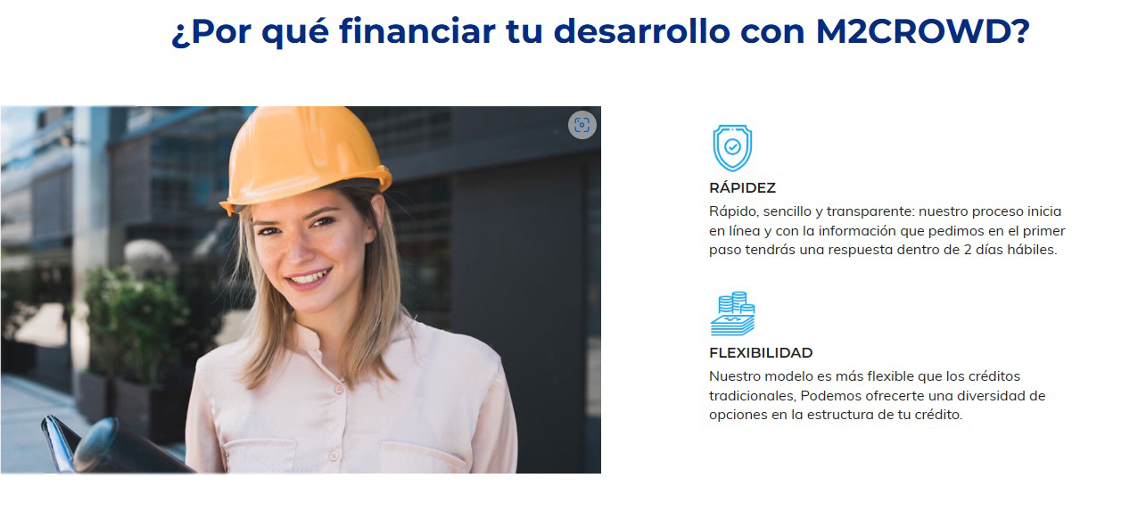 ¿Por qué financiar tu desarrollo con M2CROWD?
RÁPIDEZ
Rápido, sencillo y transparente: nuestro proceso inicia
en línea y con la información que pedimos en el primer
paso tendrás una respuesta dentro de 2 días hábiles.
FLEXIBILIDAD
Nuestro modelo es más flexible que los créditos
tradicionales, Podemos ofrecerte una diversidad de
opciones en la estructura de tu crédito.